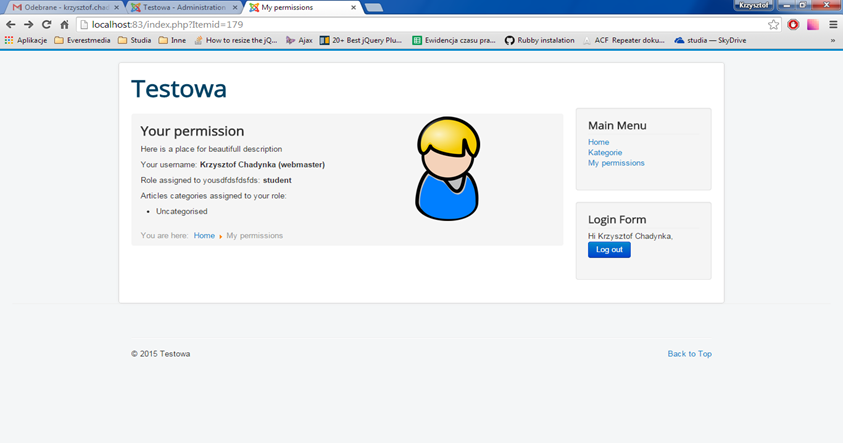 Odebrane - krzysztof.chad
Testowa - Administration
My permissions
Krzysztof
localhost:83/index.php?Itemid=179
Aplikacje
Everestmedia
Studia
Inne
How to resize the jQ...
Ajax
20+ Best jQuery Plu...
Ewidencja czasu pra...
Rubby instalation
ACF Repeater doku...
studia — SkyDrive
»
Testowa
Your permission
Here is a place for beautifull description
Your username: Krzysztof Chadynka (webmaster)
Role assigned to yousdfdsfdsfds: student
Articles categories assigned to your role:
Uncategorised
You are here: Home My permissions
Main Menu
Home
Kategorie
My permissions
Login Form
Hi Krzysztof Chadynka,
Log out
© 2015 Testowa
Back to Top